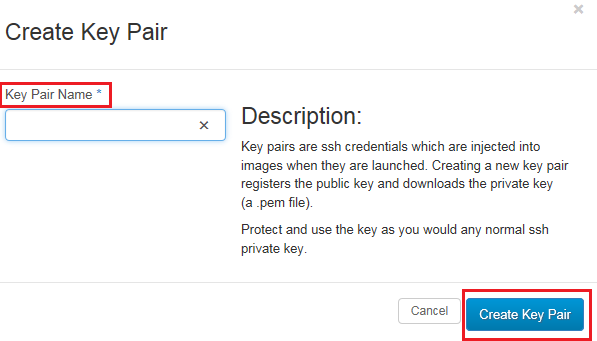 Create Key Pair
Key Pair Name *
Description:
Key pairs are ssh credentials which are injected into
images when they are launched. Creating a new key pair
registers the public key and downloads the private key
(a .pem file).
Protect and use the key as you would any normal ssh
private key.
Cancel
Create Key Pair